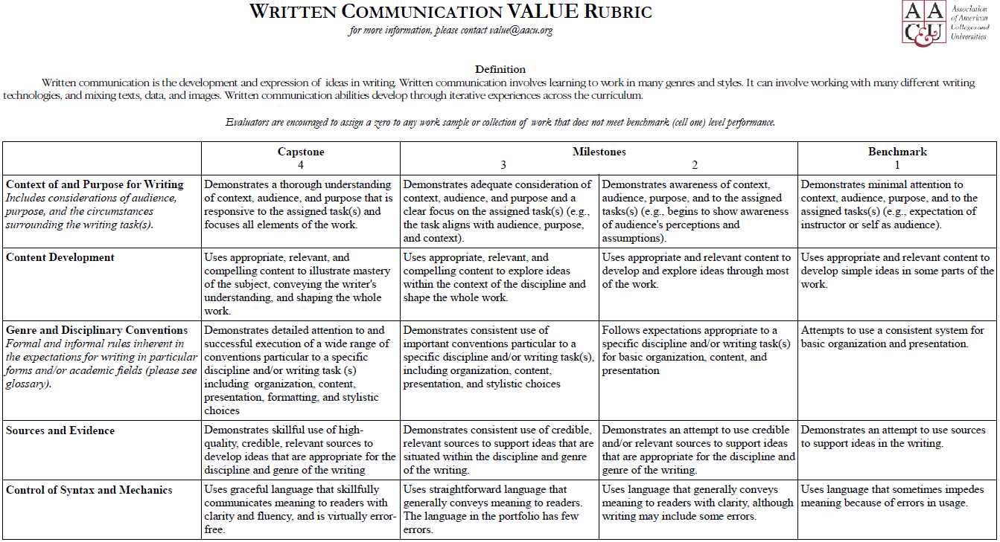 WRITTEN COMMUNICATION VALUE RUBRIC
for more information, please contact value@aacu.org
AAC&U
Association
of American
Colleges and
Universities
Definition
Written communication is the development and expression of ideas in writing. Written communication involves learning to work in many genres and styles. It can involve working with many different writing
technologies, and mixing texts, data, and images. Written communication abilities develop through iterative experiences across the curriculum.
Evaluators are encouraged to assign a zero to any work sample or collection of work that does not meet benchmark (cell one) level performance.
Capstone
4
Milestones
3 2
Benchmark
1
Context of and Purpose for Writing
Includes considerations of audience,
purpose, and the circumstances
surrounding the writing task(s).
Demonstrates a thorough understanding
of context, audience, and purpose that is
responsive to the assigned task(s) and
focuses all elements of the work.
Demonstrates adequate consideration of
context, audience, and purpose and a
clear focus on the assigned task(s) (e.g.,
the task aligns with audience, purpose,
and context).
Demonstrates awareness of context,
audience, purpose, and to the assigned
tasks(s) (e.g., begins to show awareness
of audience's perceptions and
assumptions).
Demonstrates minimal attention to
context, audience, purpose, and to the
assigned tasks(s) (e.g., expectation of
instructor or self as audience).
Content Development
Uses appropriate, relevant, and
compelling content to illustrate mastery
of the subject, conveying the writer's
understanding, and shaping the whole
work.
Uses appropriate, relevant, and
compelling content to explore ideas
within the context of the discipline and
shape the whole work.
Uses appropriate and relevant content to
develop and explore ideas through most
of the work.
Uses appropriate and relevant content to
develop simple ideas in some parts of the
work.
Genre and Disciplinary Conventions
Formal and informal rules inherent in
the expectations for writing in particular
forms and/or academic fields (please see
glossary).
Demonstrates detailed attention to and
successful execution of a wide range of
conventions particular to a specific
discipline and/or writing task (s)
including organization, content,
presentation, formatting, and stylistic
choices
Demonstrates consistent use of
important conventions particular to a
specific discipline and/or writing task(s),
including organization, content,
presentation, and stylistic choices
Follows expectations appropriate to a
specific discipline and/or writing task(s)
for basic organization, content, and
presentation
Attempts to use a consistent system for
basic organization and presentation.
Sources and Evidence
Demonstrates skillful use of high-
quality, credible, relevant sources to
develop ideas that are appropriate for the
discipline and genre of the writing
Demonstrates consistent use of credible,
relevant sources to support ideas that are
situated within the discipline and genre
of the writing.
Demonstrates an attempt to use credible
and/or relevant sources to support ideas
that are appropriate for the discipline and
genre of the writing.
Demonstrates an attempt to use sources
to support ideas in the writing.
Control of Syntax and Mechanics
Uses graceful language that skillfully
communicates meaning to readers with
clarity and fluency, and is virtually error-
free.
Uses straightforward language that
generally conveys meaning to readers.
The language in the portfolio has few
errors.
Uses language that generally conveys
meaning to readers with clarity, although
writing may include some errors.
Uses language that sometimes impedes
meaning because of errors in usage.